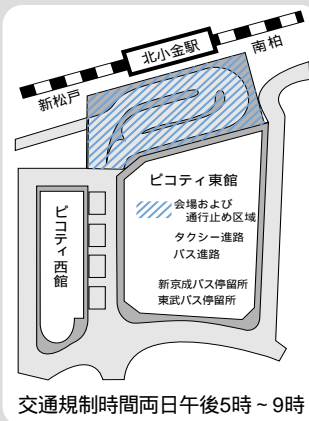 北小金駅
南柏
新松戸
ピコティ東館
会場および
通行止め区域
タクシー進路
バス進路
新京成バス停留所
東武バス停留所
ピコティ西館
交通規制時間両日午後5時~9時